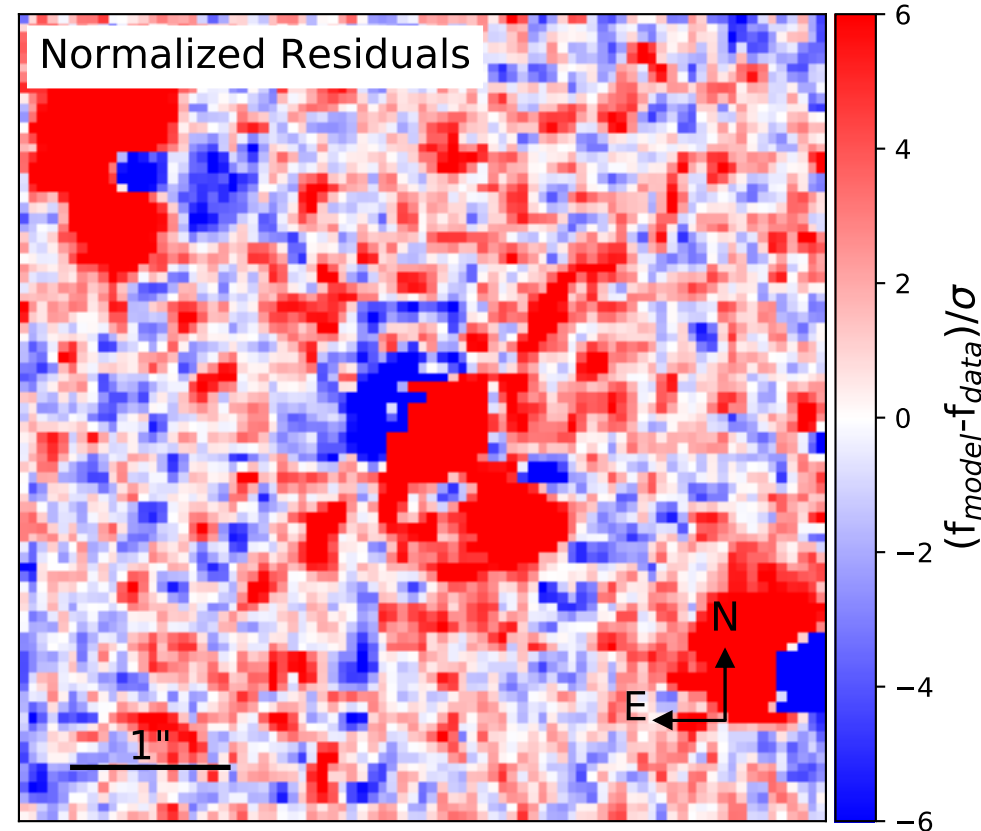 Normalized Residuals
6
4
2
0
−2
−4
−6
(f_model-f_data)/σ
N
E
1"